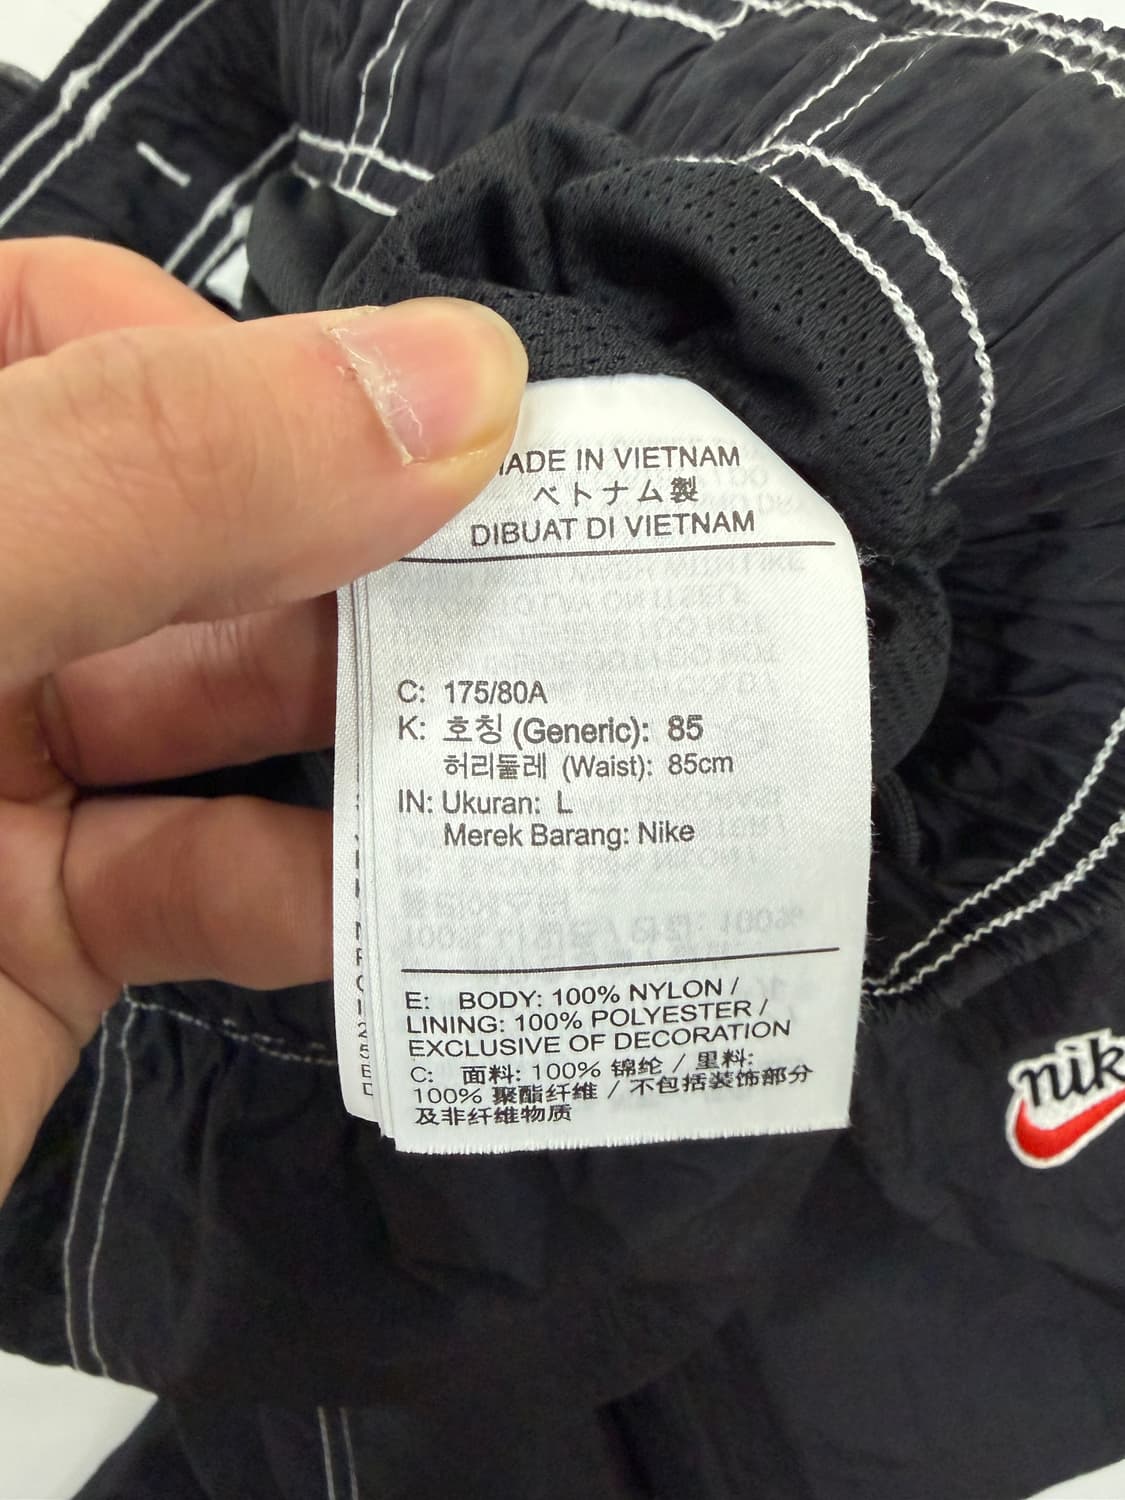 MADE IN VIETNAM
ベトナム製
DIBUAT DI VIETNAM
C: 175/80A
K: 호칭 (Generic): 85
허리둘레 (Waist): 85cm
IN: Ukuran: L
Merek Barang: Nike
E: BODY: 100% NYLON /
LINING: 100% POLYESTER /
EXCLUSIVE OF DECORATION
C: 面料: 100% 锦纶 / 里料:
100% 聚酯纤维 / 不包括装饰部分
及非纤维物质
nik